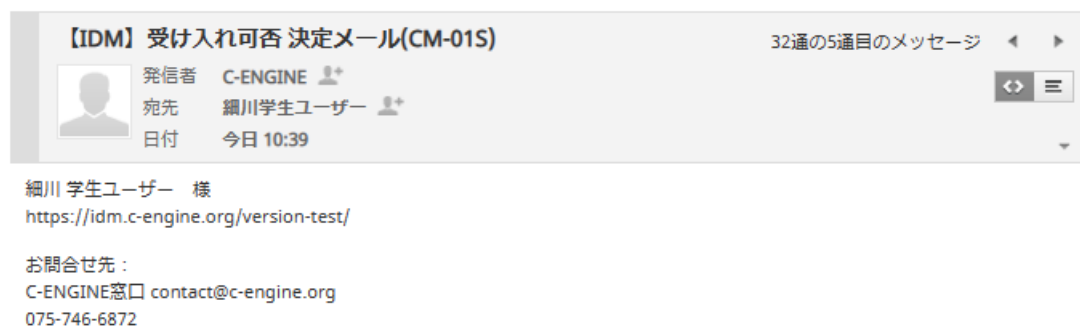 【IDM】受け入れ可否 決定メール(CM-01S)
32通の5通目のメッセージ
発信者 C-ENGINE
宛先 細川学生ユーザー
日付 今日 10:39
細川 学生ユーザー 様
https://idm.c-engine.org/version-test/
お問合せ先：
C-ENGINE窓口 contact@c-engine.org
075-746-6872